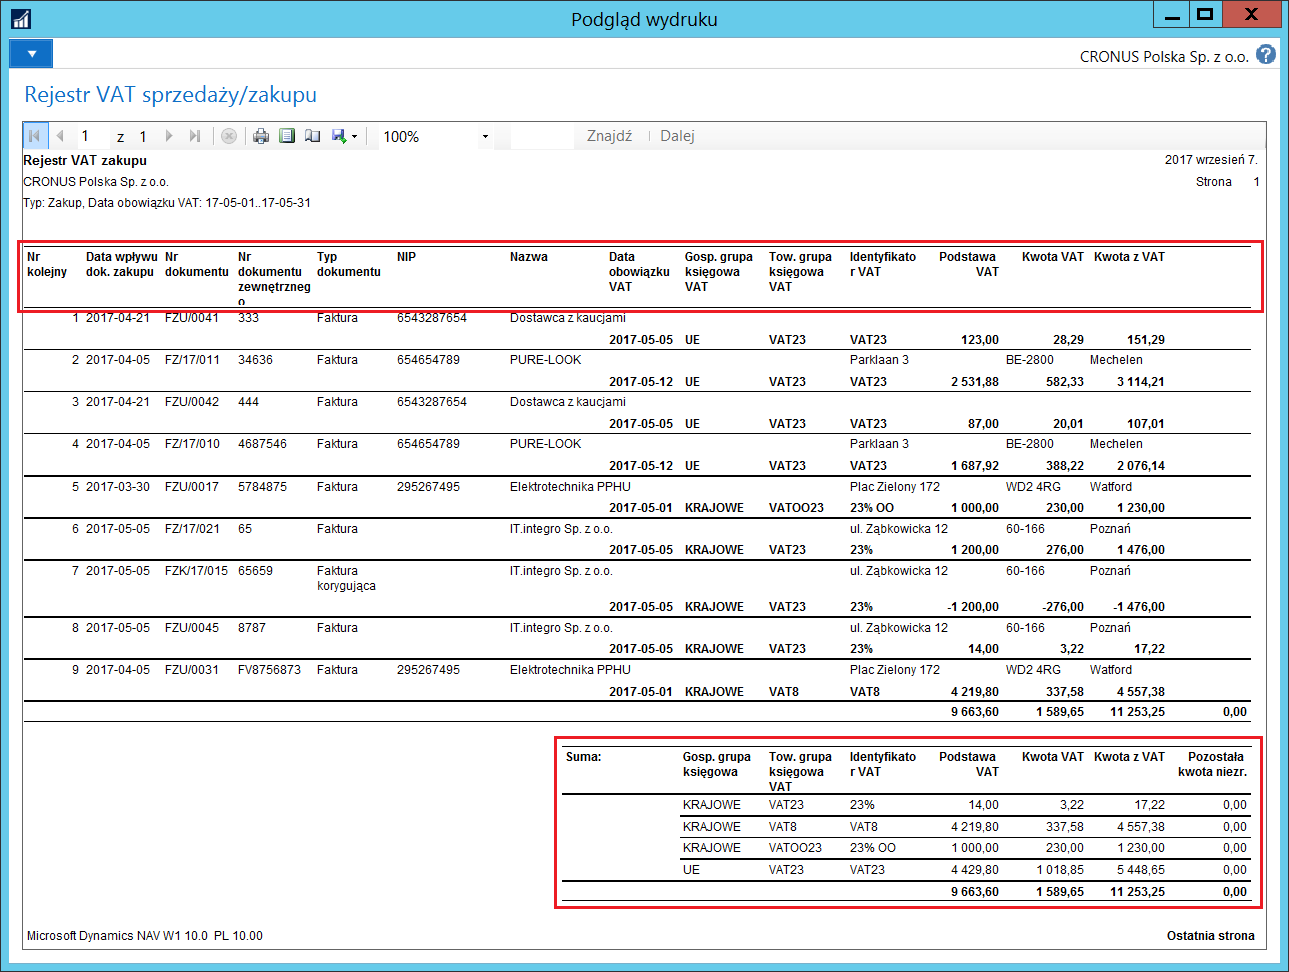 Podgląd wydruku
CRONUS Polska Sp. z o.o. ?
Rejestr VAT sprzedaży/zakupu
1 z 1 100% Znajdź Dalej
Rejestr VAT zakupu 2017 wrzesień 7.
CRONUS Polska Sp. z o.o. Strona 1
Typ: Zakup, Data obowiązku VAT: 17-05-01..17-05-31
Nr Data wpływu Nr Nr Typ NIP Nazwa Data Gosp. grupa Tow. grupa Identyfikato Podstawa Kwota VAT Kwota z VAT
kolejny dok. zakupu dokumentu dokumentu dokumentu obowiązku księgowa księgowa r VAT VAT
zewnętrzneg VAT VAT VAT
o
1 2017-04-21 FZU/0041 333 Faktura 6543287654 Dostawca z kaucjami
2017-05-05 UE VAT23 VAT23 123,00 28,29 151,29
2 2017-04-05 FZ/17/011 34636 Faktura 654654789 PURE-LOOK Parklaan 3 BE-2800 Mechelen
2017-05-12 UE VAT23 VAT23 2 531,88 582,33 3 114,21
3 2017-04-21 FZU/0042 444 Faktura 6543287654 Dostawca z kaucjami
2017-05-05 UE VAT23 VAT23 87,00 20,01 107,01
4 2017-04-05 FZ/17/010 4687546 Faktura 654654789 PURE-LOOK Parklaan 3 BE-2800 Mechelen
2017-05-12 UE VAT23 VAT23 1 687,92 388,22 2 076,14
5 2017-03-30 FZU/0017 5784875 Faktura 295267495 Elektrotechnika PPHU Plac Zielony 172 WD2 4RG Watford
2017-05-01 KRAJOWE VATOO23 23% OO 1 000,00 230,00 1 230,00
6 2017-05-05 FZ/17/021 65 Faktura IT.integro Sp. z o.o. ul. Ząbkowicka 12 60-166 Poznań
2017-05-05 KRAJOWE VAT23 23% 1 200,00 276,00 1 476,00
7 2017-05-05 FZK/17/015 65659 Faktura IT.integro Sp. z o.o. ul. Ząbkowicka 12 60-166 Poznań
korygująca
2017-05-05 KRAJOWE VAT23 23% -1 200,00 -276,00 -1 476,00
8 2017-05-05 FZU/0045 8787 Faktura IT.integro Sp. z o.o. ul. Ząbkowicka 12 60-166 Poznań
2017-05-05 KRAJOWE VAT23 23% 14,00 3,22 17,22
9 2017-04-05 FZU/0031 FV8756873 Faktura 295267495 Elektrotechnika PPHU Plac Zielony 172 WD2 4RG Watford
2017-05-01 KRAJOWE VAT8 VAT8 4 219,80 337,58 4 557,38
9 663,60 1 589,65 11 253,25 0,00
Suma: Gosp. grupa Tow. grupa Identyfikato Podstawa Kwota VAT Kwota z VAT Pozostała
księgowa księgowa r VAT VAT kwota niezr.
VAT
KRAJOWE VAT23 23% 14,00 3,22 17,22 0,00
KRAJOWE VAT8 VAT8 4 219,80 337,58 4 557,38 0,00
KRAJOWE VATOO23 23% OO 1 000,00 230,00 1 230,00 0,00
UE VAT23 VAT23 4 429,80 1 018,85 5 448,65 0,00
9 663,60 1 589,65 11 253,25 0,00
Microsoft Dynamics NAV W1 10.0 PL 10.00 Ostatnia strona